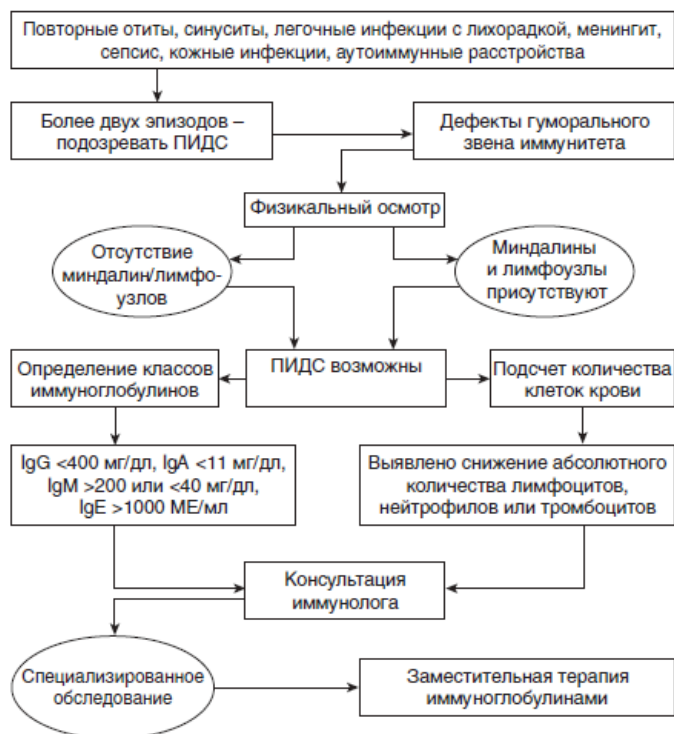 Повторные отиты, синуситы, легочные инфекции с лихорадкой, менингит,
сепсис, кожные инфекции, аутоиммунные расстройства
Более двух эпизодов –
подозревать ПИДС
Дефекты гуморального
звена иммунитета
Физикальный осмотр
Отсутствие
миндалин/лимфо-
узлов
Миндалины
и лимфоузлы
присутствуют
Определение классов
иммуноглобулинов
ПИДС возможны
Подсчет количества
клеток крови
IgG <400 мг/дл, IgA <11 мг/дл,
IgM >200 или <40 мг/дл,
IgE >1000 МЕ/мл
Выявлено снижение абсолютного
количества лимфоцитов,
нейтрофилов или тромбоцитов
Консультация
иммунолога
Специализированное
обследование
Заместительная терапия
иммуноглобулинами